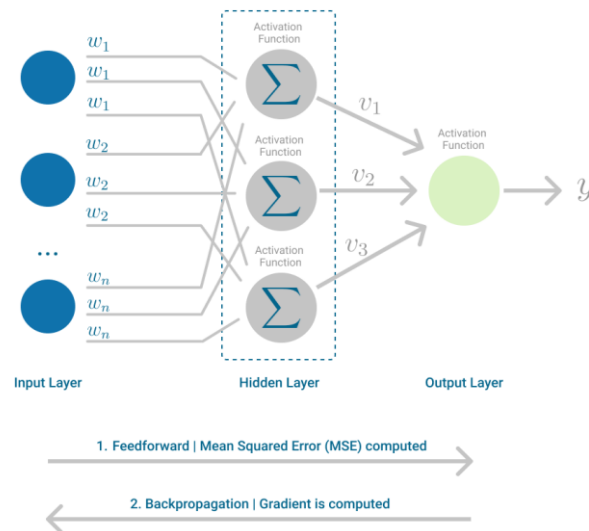 w₁
w₁
w₁
w₂
w₂
w₂
...
wₙ
wₙ
wₙ
Activation
Function
Σ
Activation
Function
Σ
Activation
Function
Σ
v₁
v₂
v₃
Activation
Function
y
Input Layer
Hidden Layer
Output Layer
1. Feedforward | Mean Squared Error (MSE) computed
2. Backpropagation | Gradient is computed